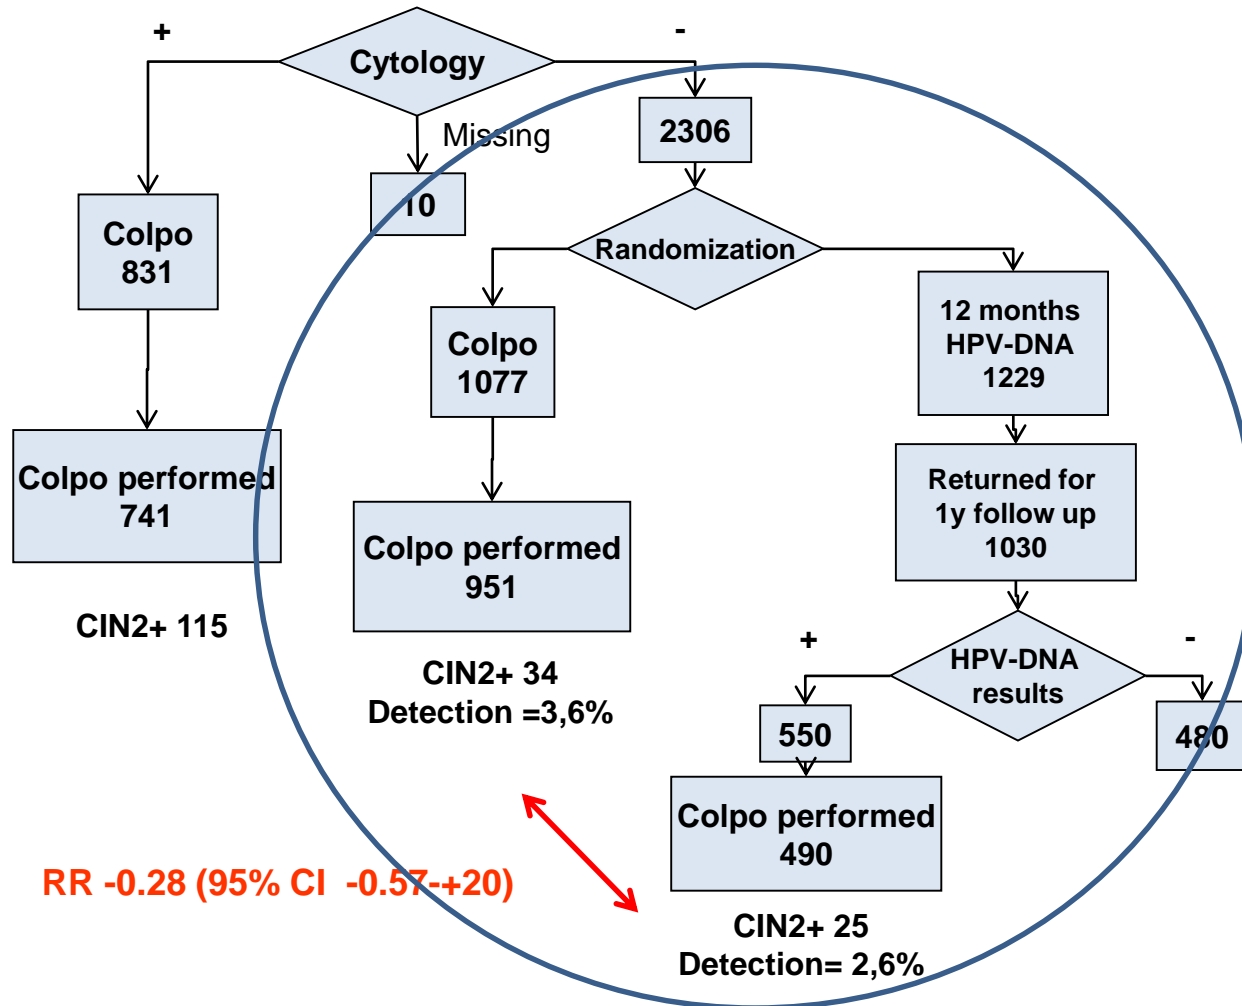 +
Cytology
-
Missing
10
2306
Colpo
831
Randomization
Colpo
1077
12 months
HPV-DNA
1229
Colpo performed
741
CIN2+ 115
Colpo performed
951
CIN2+ 34
Detection =3,6%
Returned for
1y follow up
1030
+
-
HPV-DNA
results
550
480
Colpo performed
490
CIN2+ 25
Detection= 2,6%
RR -0.28 (95% CI  -0.57-+20)